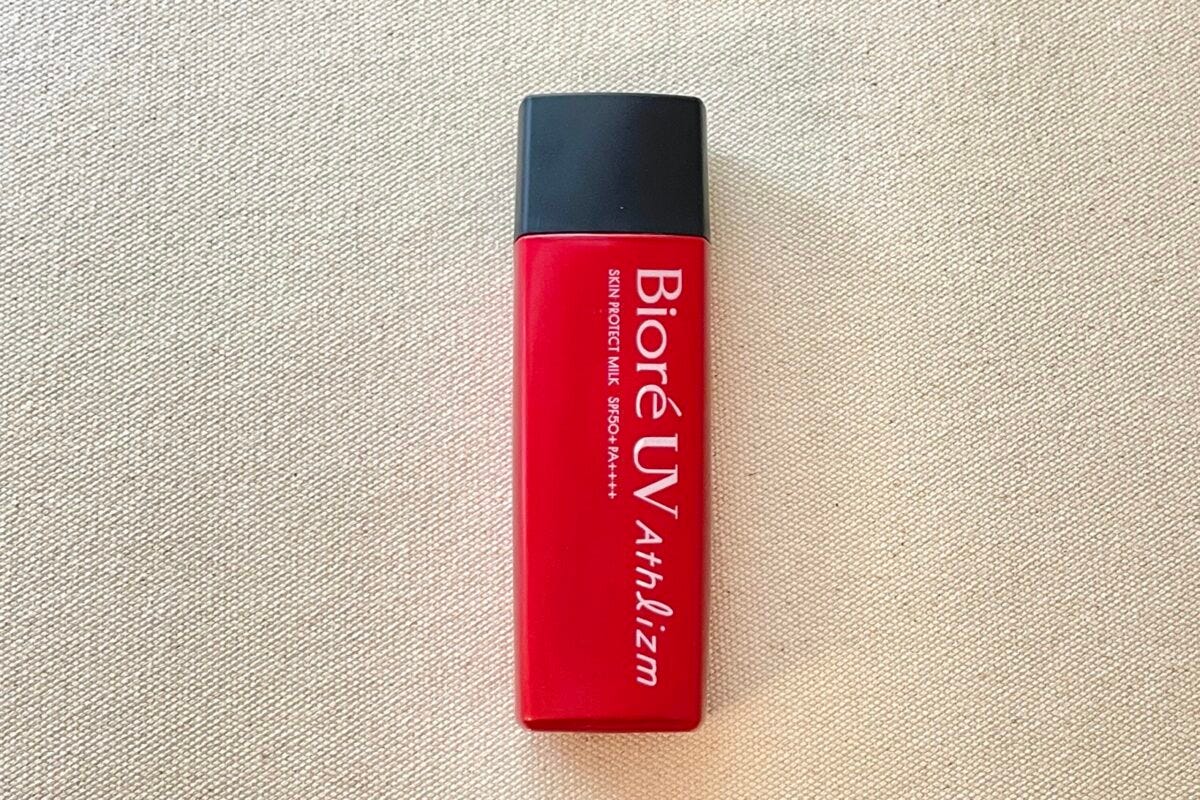 Bioré UV Athlizm
SKIN PROTECT MILK SPF50+ PA++++